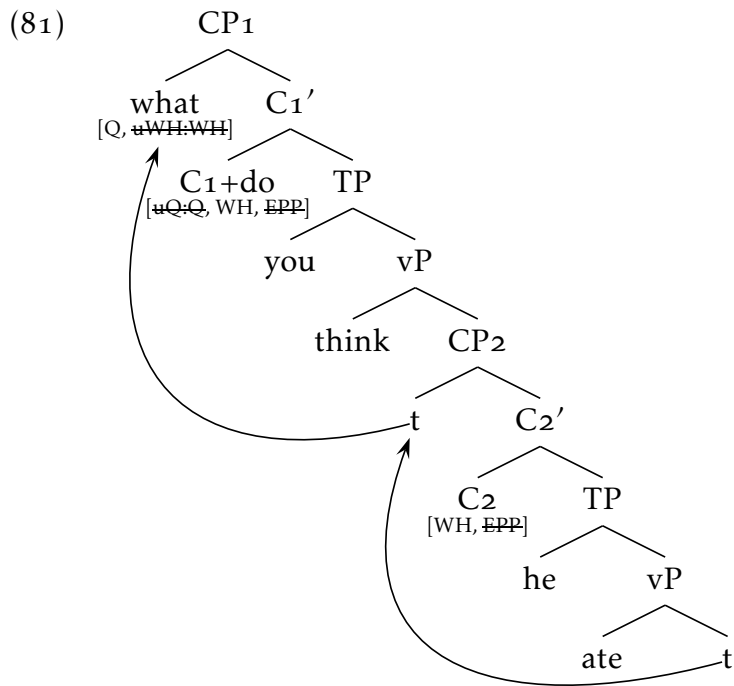 (81)
CP1
what C1′
[Q, uWH:WH]
C1+do TP
[uQ:Q, WH, EPP]
you vP
think CP2
t C2′
C2 TP
[WH, EPP]
he vP
ate t